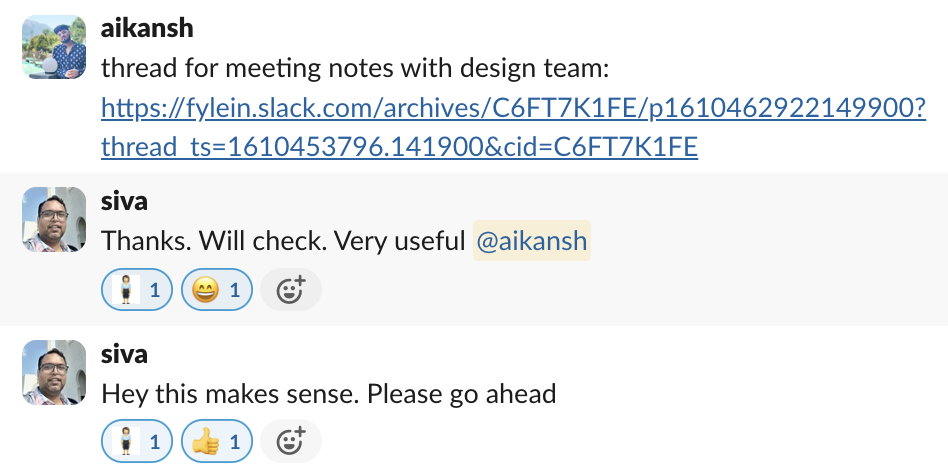 aikansh
thread for meeting notes with design team:
https://fylein.slack.com/archives/C6FT7K1FE/p1610462922149900?
thread_ts=1610453796.141900&cid=C6FT7K1FE
siva
Thanks. Will check. Very useful @aikansh
1 1
siva
Hey this makes sense. Please go ahead
1 1